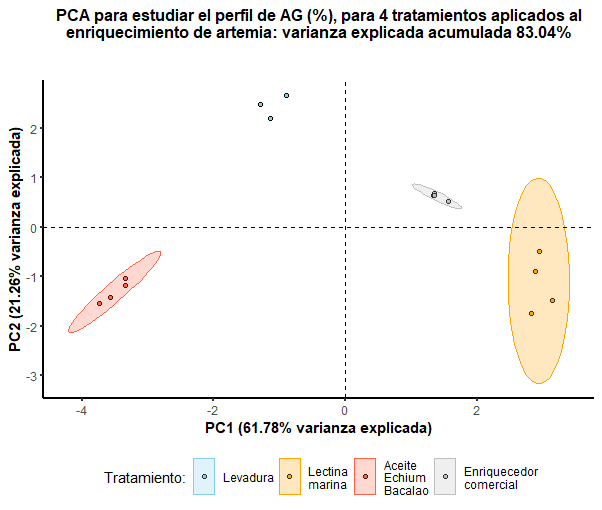 PCA para estudiar el perfil de AG (%), para 4 tratamientos aplicados al
enriquecimiento de artemia: varianza explicada acumulada 83.04%
PC2 (21.26% varianza explicada)
2
1
0
-1
-2
-3
-4
-2
0
2
PC1 (61.78% varianza explicada)
Tratamiento:
Levadura
Lectina
marina
Aceite
Echium
Bacalao
Enriquecedor
comercial